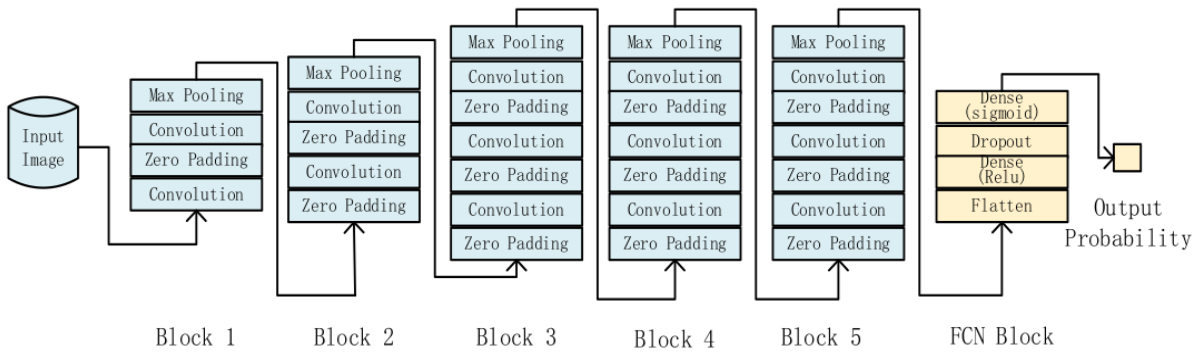 Input
Image
Max Pooling
Convolution
Zero Padding
Convolution
Block 1
Max Pooling
Convolution
Zero Padding
Convolution
Zero Padding
Block 2
Max Pooling
Convolution
Zero Padding
Convolution
Zero Padding
Convolution
Zero Padding
Block 3
Max Pooling
Convolution
Zero Padding
Convolution
Zero Padding
Convolution
Zero Padding
Block 4
Max Pooling
Convolution
Zero Padding
Convolution
Zero Padding
Convolution
Zero Padding
Block 5
Dense
(sigmoid)
Dropout
Dense
(Relu)
Flatten
FCN Block
Output
Probability